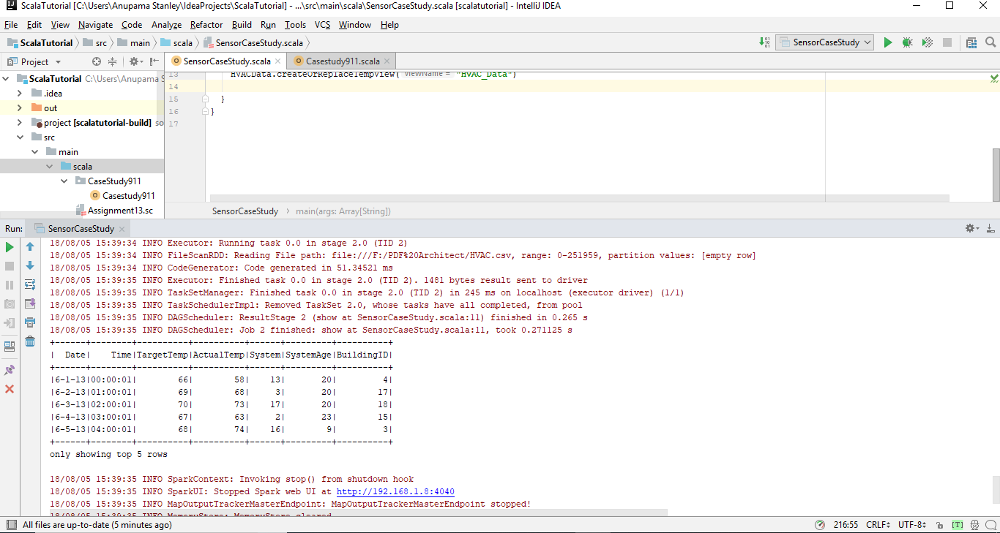 ScalaTutorial [C:\Users\Anupama Stanley\IdeaProjects\ScalaTutorial] - ...\src\main\scala\SensorCaseStudy.scala [scalatutorial] - IntelliJ IDEA
File Edit View Navigate Code Analyze Refactor Build Run Tools VCS Window Help
ScalaTutorial src main scala SensorCaseStudy.scala
SensorCaseStudy
Project
SensorCaseStudy.scala Casestudy911.scala
ScalaTutorial C:\Users\Anupama S
.idea
out
project [scalatutorial-build] so
src
main
scala
CaseStudy911
Casestudy911
Assignment13.sc
13 HVACData.createOrReplaceTempView( viewName = "HVAC_Data")
14
15 }
16 }
17
SensorCaseStudy main(args: Array[String])
Run: SensorCaseStudy
18/08/05 15:39:34 INFO Executor: Running task 0.0 in stage 2.0 (TID 2)
18/08/05 15:39:34 INFO FileScanRDD: Reading File path: file:///F:/PDF%20Architect/HVAC.csv, range: 0-251959, partition values: [empty row]
18/08/05 15:39:34 INFO CodeGenerator: Code generated in 51.34521 ms
18/08/05 15:39:35 INFO Executor: Finished task 0.0 in stage 2.0 (TID 2). 1481 bytes result sent to driver
18/08/05 15:39:35 INFO TaskSetManager: Finished task 0.0 in stage 2.0 (TID 2) in 245 ms on localhost (executor driver) (1/1)
18/08/05 15:39:35 INFO TaskSchedulerImpl: Removed TaskSet 2.0, whose tasks have all completed, from pool
18/08/05 15:39:35 INFO DAGScheduler: ResultStage 2 (show at SensorCaseStudy.scala:11) finished in 0.265 s
18/08/05 15:39:35 INFO DAGScheduler: Job 2 finished: show at SensorCaseStudy.scala:11, took 0.271125 s
+------+--------+----------+----------+------+---------+----------+
|  Date|    Time|TargetTemp|ActualTemp|System|SystemAge|BuildingID|
+------+--------+----------+----------+------+---------+----------+
|6-1-13|00:00:01|        66|        58|    13|       20|         4|
|6-2-13|01:00:01|        69|        68|     3|       20|        17|
|6-3-13|02:00:01|        70|        73|    17|       20|        18|
|6-4-13|03:00:01|        67|        63|     2|       23|        15|
|6-5-13|04:00:01|        68|        74|    16|        9|         3|
+------+--------+----------+----------+------+---------+----------+
only showing top 5 rows
18/08/05 15:39:35 INFO SparkContext: Invoking stop() from shutdown hook
18/08/05 15:39:35 INFO SparkUI: Stopped Spark web UI at http://192.168.1.8:4040
18/08/05 15:39:35 INFO MapOutputTrackerMasterEndpoint: MapOutputTrackerMasterEndpoint stopped!
18/08/05 15:39:35 INFO MemoryStore: MemoryStore cleared
All files are up-to-date (5 minutes ago) 216:55 CRLF UTF-8 [T]